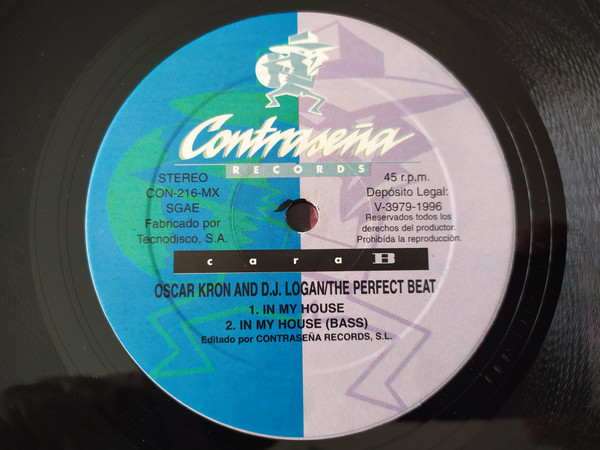 Contraseña
RECORDS
STEREO
CON-216-MX
SGAE
Fabricado por
Tecnodisco, S.A.
45 r.p.m.
Depósito Legal:
V-3979-1996
Reservados todos los
derechos del productor.
Prohibída la reproducción.
cara B
OSCAR KRON AND D.J. LOGAN/THE PERFECT BEAT
1. IN MY HOUSE
2. IN MY HOUSE (BASS)
Editado por CONTRASEÑA RECORDS, S.L.